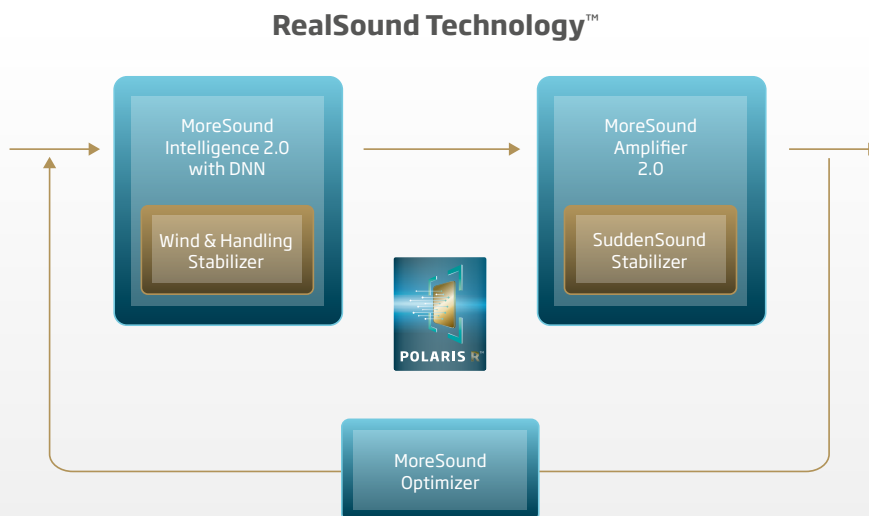 RealSound Technology™
MoreSound
Intelligence 2.0
with DNN
Wind & Handling
Stabilizer
MoreSound
Amplifier
2.0
SuddenSound
Stabilizer
POLARIS R™
MoreSound
Optimizer